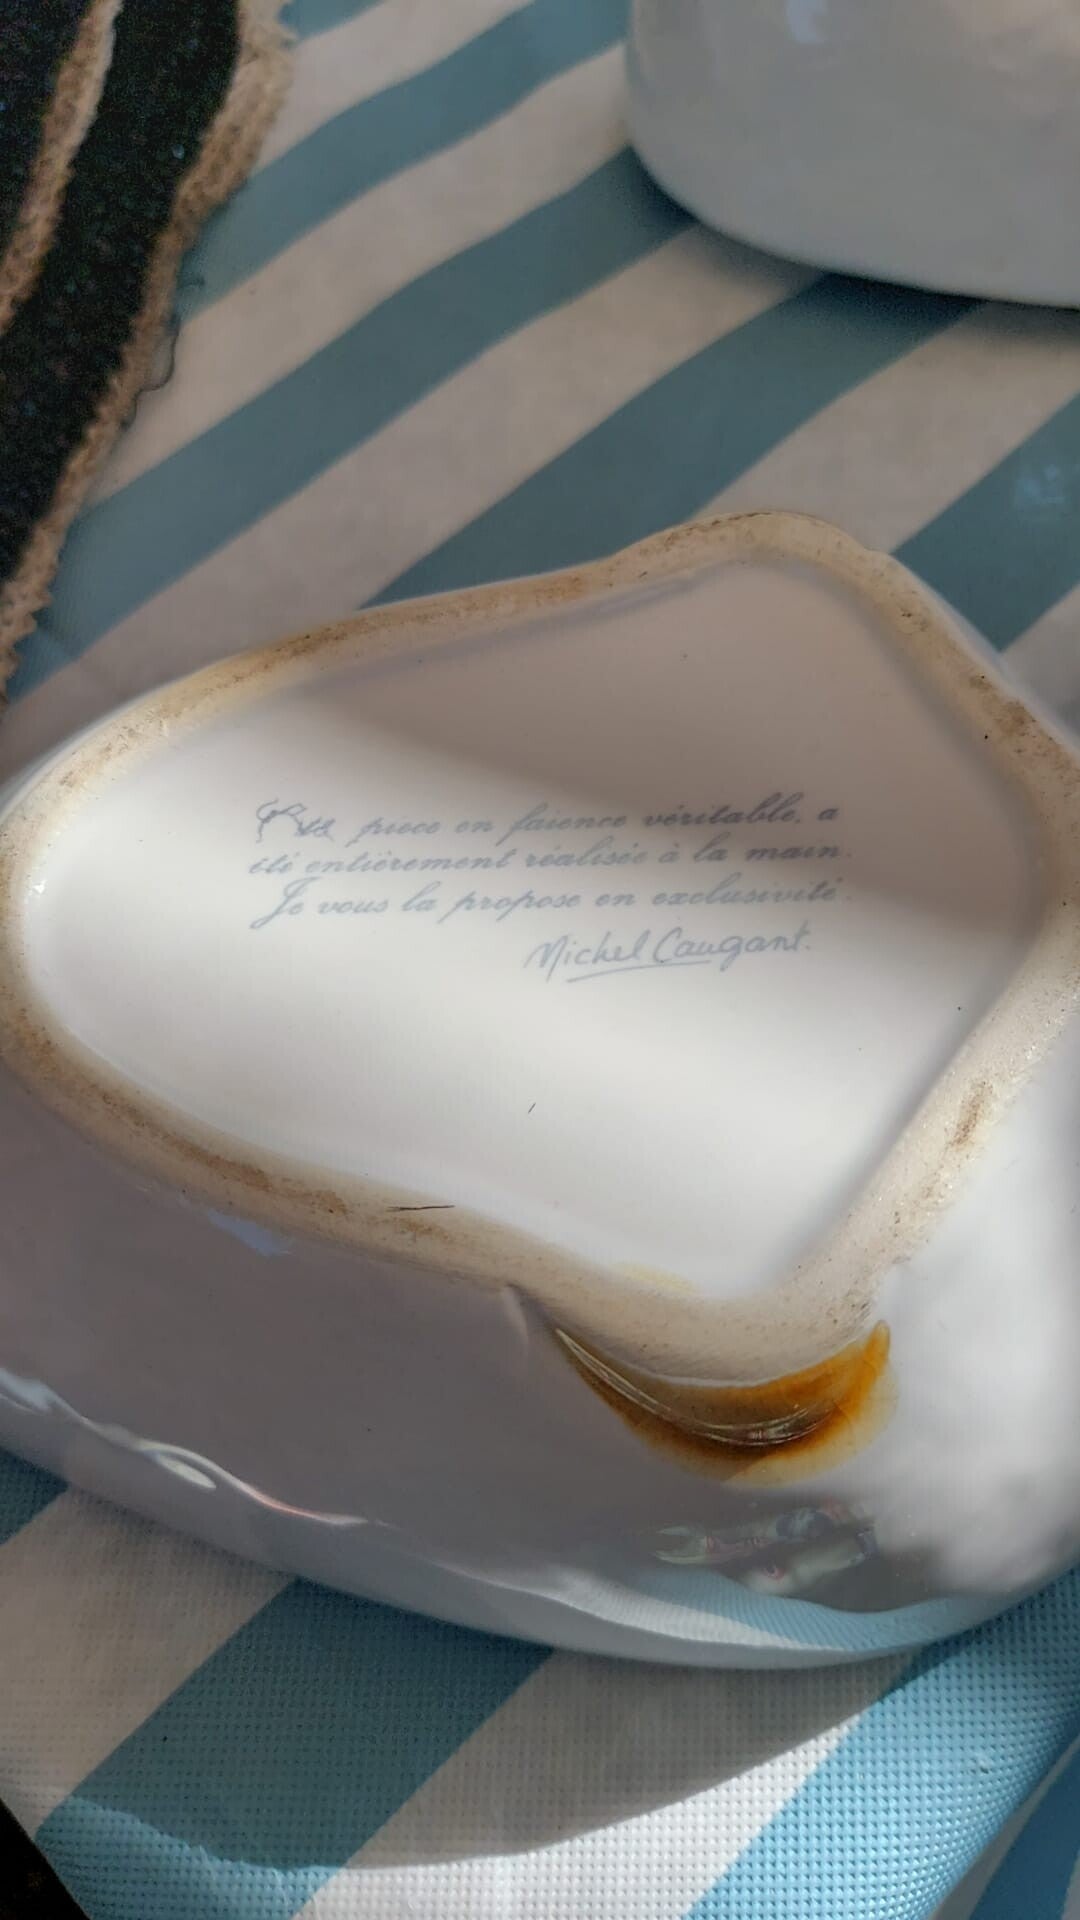 Cette pièce en faïence véritable, a
été entièrement réalisée à la main.
Je vous la propose en exclusivité.
Michel Caugant.